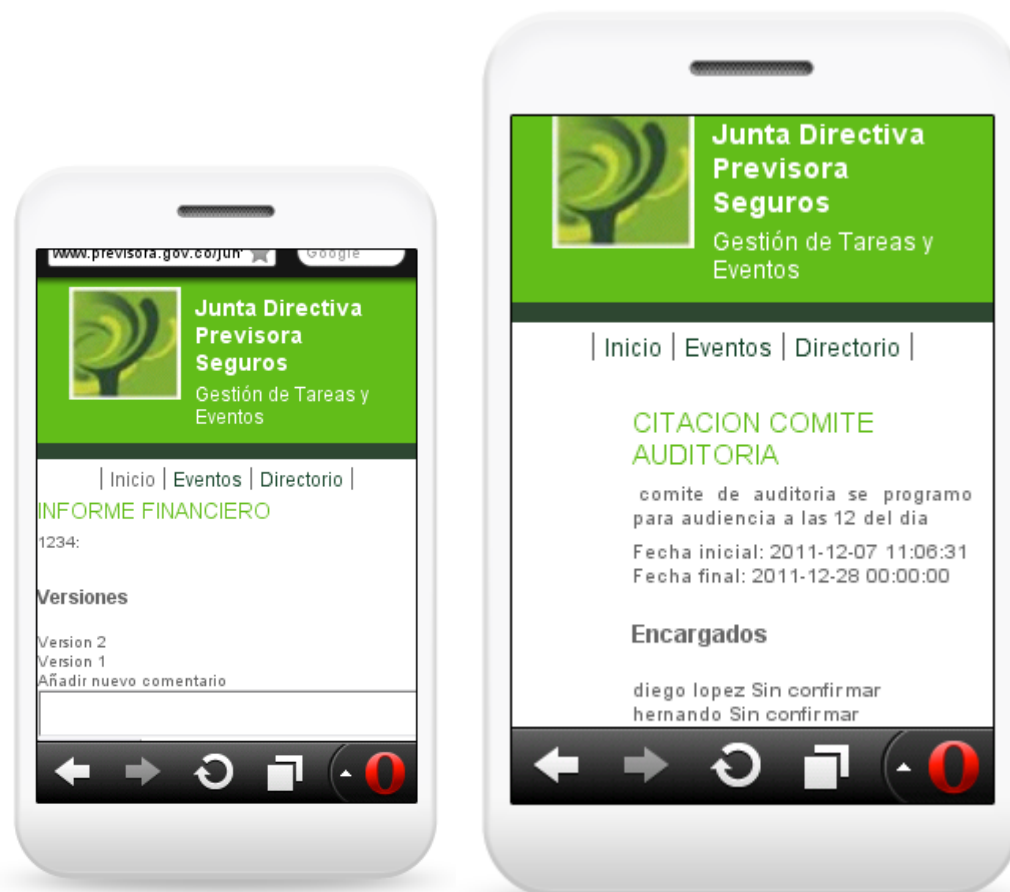 www.previsora.gov.co/jun
Google
Junta Directiva
Previsora
Seguros
Gestión de Tareas y
Eventos
| Inicio | Eventos | Directorio |
INFORME FINANCIERO
1234:
Versiones
Version 2
Version 1
Añadir nuevo comentario
Junta Directiva
Previsora
Seguros
Gestión de Tareas y
Eventos
| Inicio | Eventos | Directorio |
CITACION COMITE
AUDITORIA
comite de auditoria se programo
para audiencia a las 12 del dia
Fecha inicial: 2011-12-07 11:06:31
Fecha final: 2011-12-28 00:00:00
Encargados
diego lopez Sin confirmar
hernando Sin confirmar